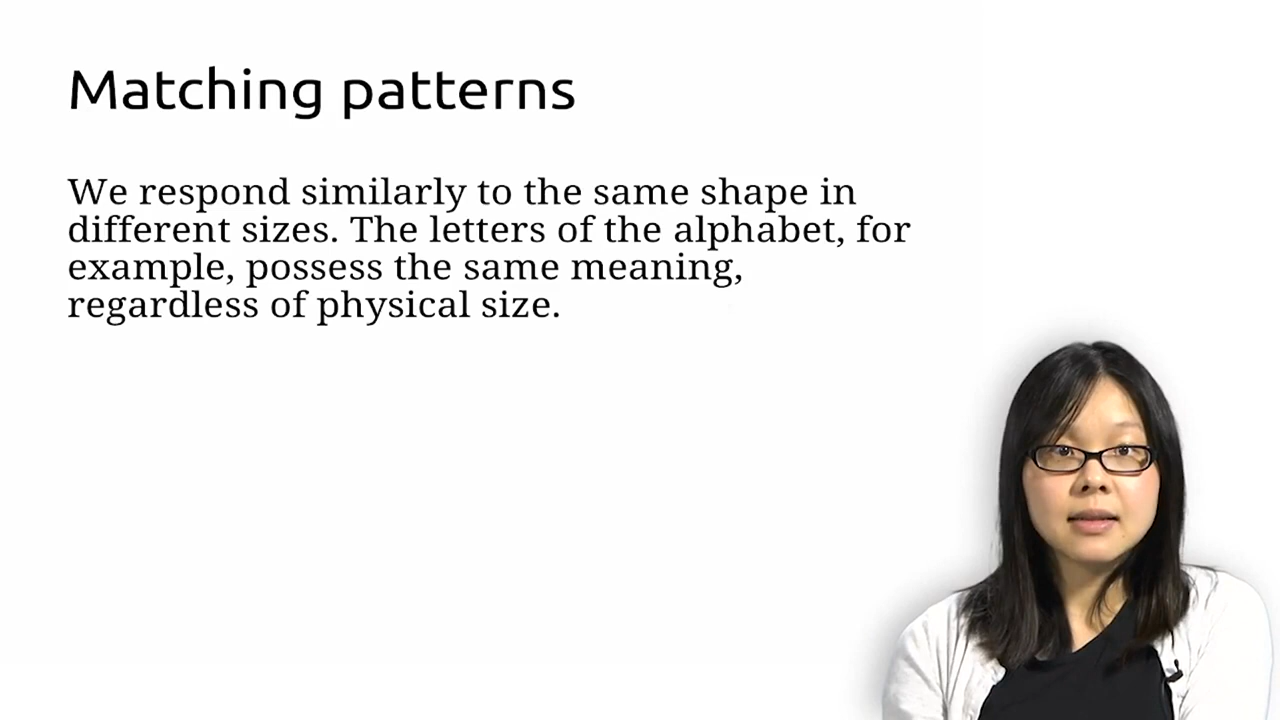 Matching patterns
We respond similarly to the same shape in
different sizes. The letters of the alphabet, for
example, possess the same meaning,
regardless of physical size.